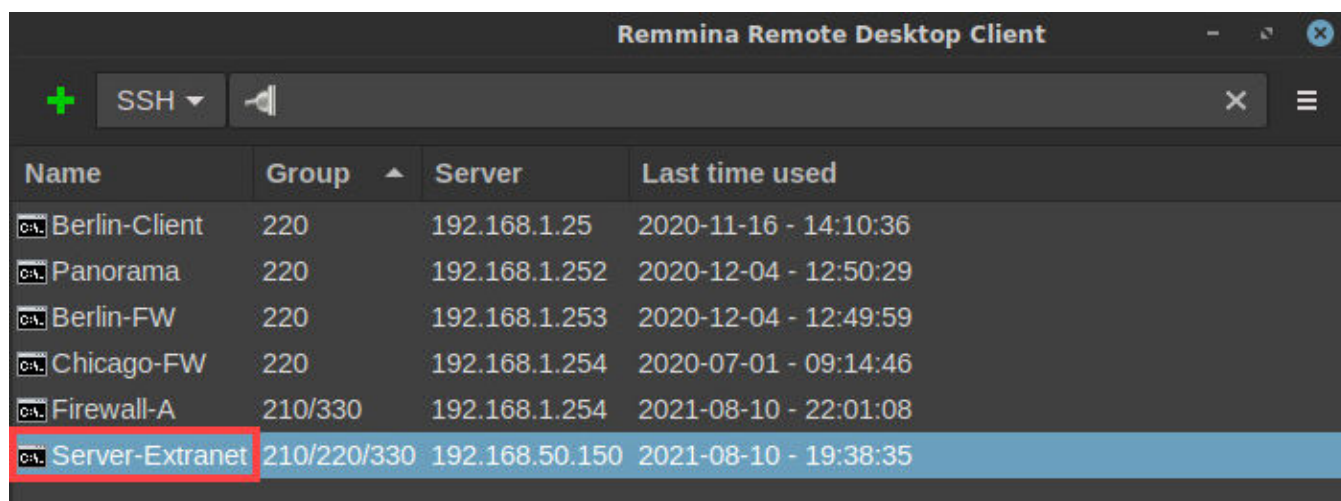 Remmina Remote Desktop Client
SSH
Name Group Server Last time used
Berlin-Client 220 192.168.1.25 2020-11-16 - 14:10:36
Panorama 220 192.168.1.252 2020-12-04 - 12:50:29
Berlin-FW 220 192.168.1.253 2020-12-04 - 12:49:59
Chicago-FW 220 192.168.1.254 2020-07-01 - 09:14:46
Firewall-A 210/330 192.168.1.254 2021-08-10 - 22:01:08
Server-Extranet 210/220/330 192.168.50.150 2021-08-10 - 19:38:35